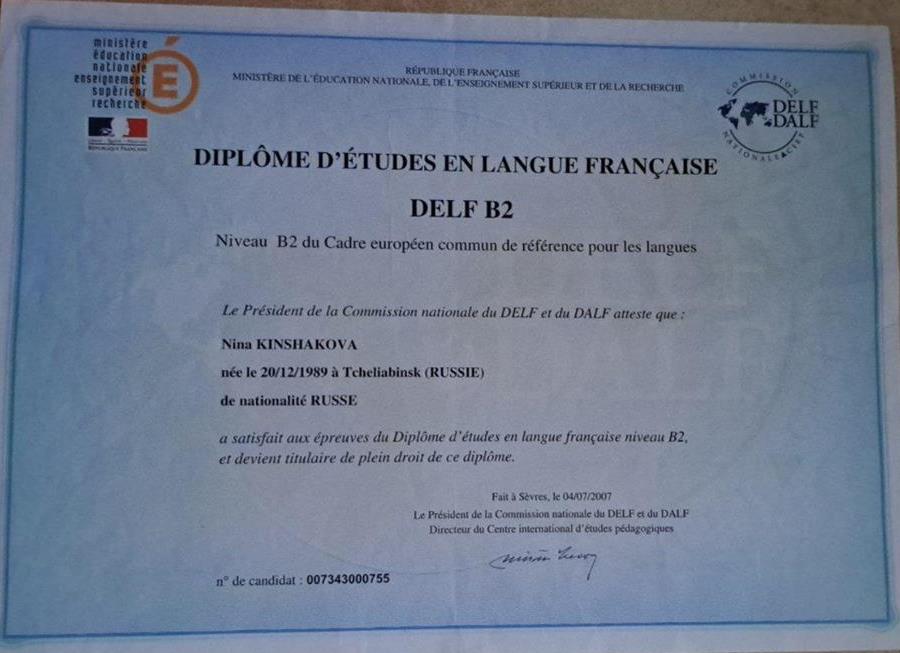 ministère
éducation
nationale
enseignement
supérieur
recherche
É
RÉPUBLIQUE FRANÇAISE
RÉPUBLIQUE FRANÇAISE
MINISTÈRE DE L'ÉDUCATION NATIONALE, DE L'ENSEIGNEMENT SUPÉRIEUR ET DE LA RECHERCHE
COMMISSION
DELF
DALF
NATIONALE
CIEP
DIPLÔME D'ÉTUDES EN LANGUE FRANÇAISE
DELF B2
Niveau B2 du Cadre européen commun de référence pour les langues
Le Président de la Commission nationale du DELF et du DALF atteste que :
Nina KINSHAKOVA
née le 20/12/1989 à Tcheliabinsk (RUSSIE)
de nationalité RUSSE
a satisfait aux épreuves du Diplôme d'études en langue française niveau B2,
et devient titulaire de plein droit de ce diplôme.
Fait à Sèvres, le 04/07/2007
Le Président de la Commission nationale du DELF et du DALF
Directeur du Centre international d'études pédagogiques
n° de candidat : 007343000755